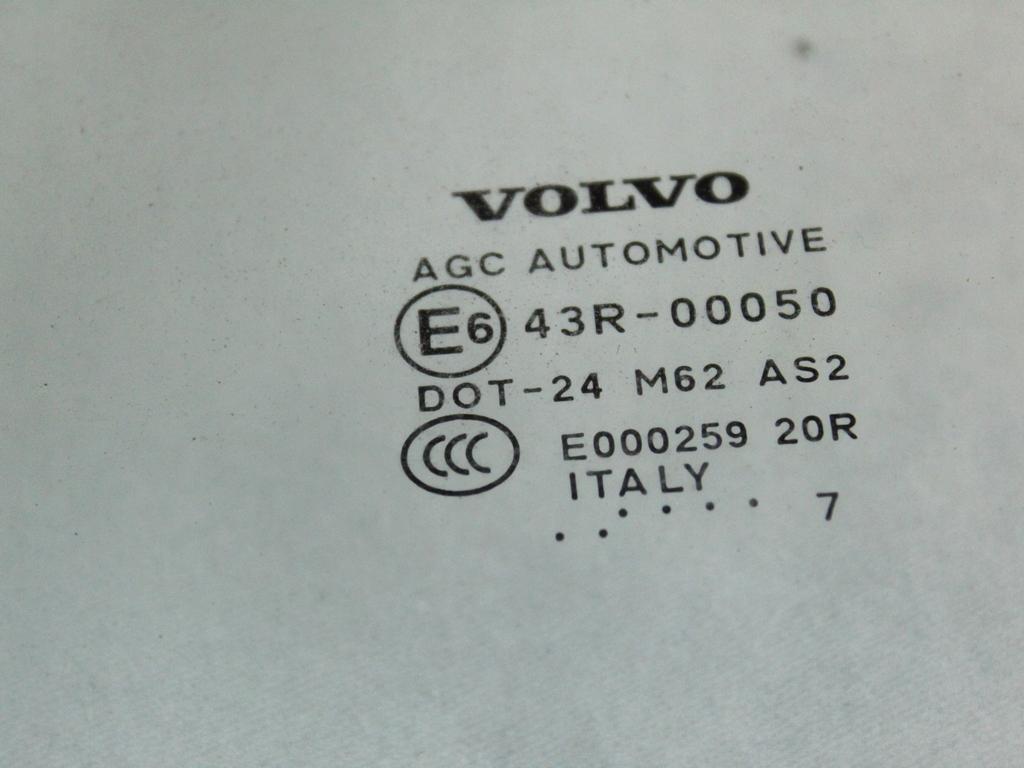 VOLVO
AGC AUTOMOTIVE
E6 43R-00050
DOT-24 M62 AS2
CCC E000259 20R
ITALY
. . . . . . 7